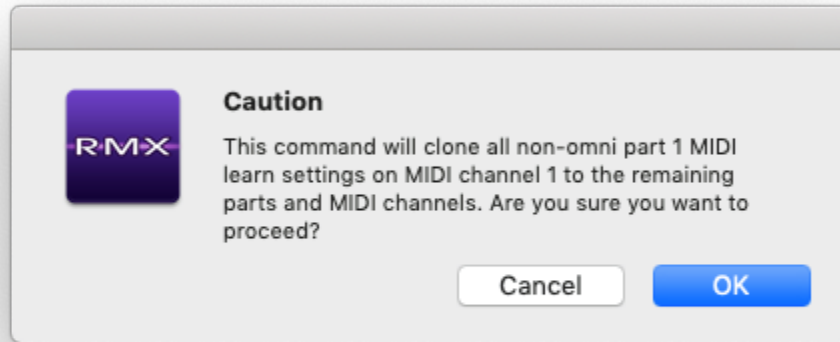 RMX
Caution
This command will clone all non-omni part 1 MIDI
learn settings on MIDI channel 1 to the remaining
parts and MIDI channels. Are you sure you want to
proceed?
Cancel OK